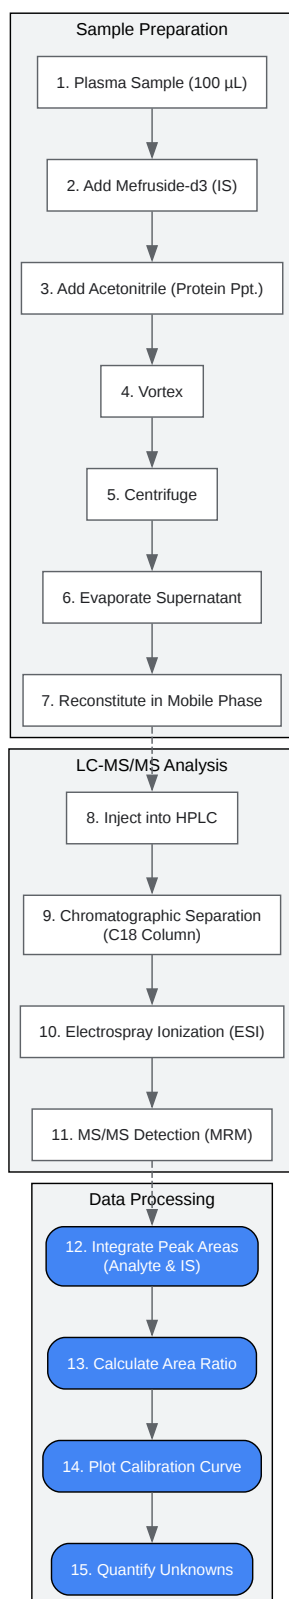 Sample Preparation
1. Plasma Sample (100 µL)
2. Add Mefruside-d3 (IS)
3. Add Acetonitrile (Protein Ppt.)
4. Vortex
5. Centrifuge
6. Evaporate Supernatant
7. Reconstitute in Mobile Phase
LC-MS/MS Analysis
8. Inject into HPLC
9. Chromatographic Separation
(C18 Column)
10. Electrospray Ionization (ESI)
11. MS/MS Detection (MRM)
Data Processing
12. Integrate Peak Areas
(Analyte & IS)
13. Calculate Area Ratio
14. Plot Calibration Curve
15. Quantify Unknowns